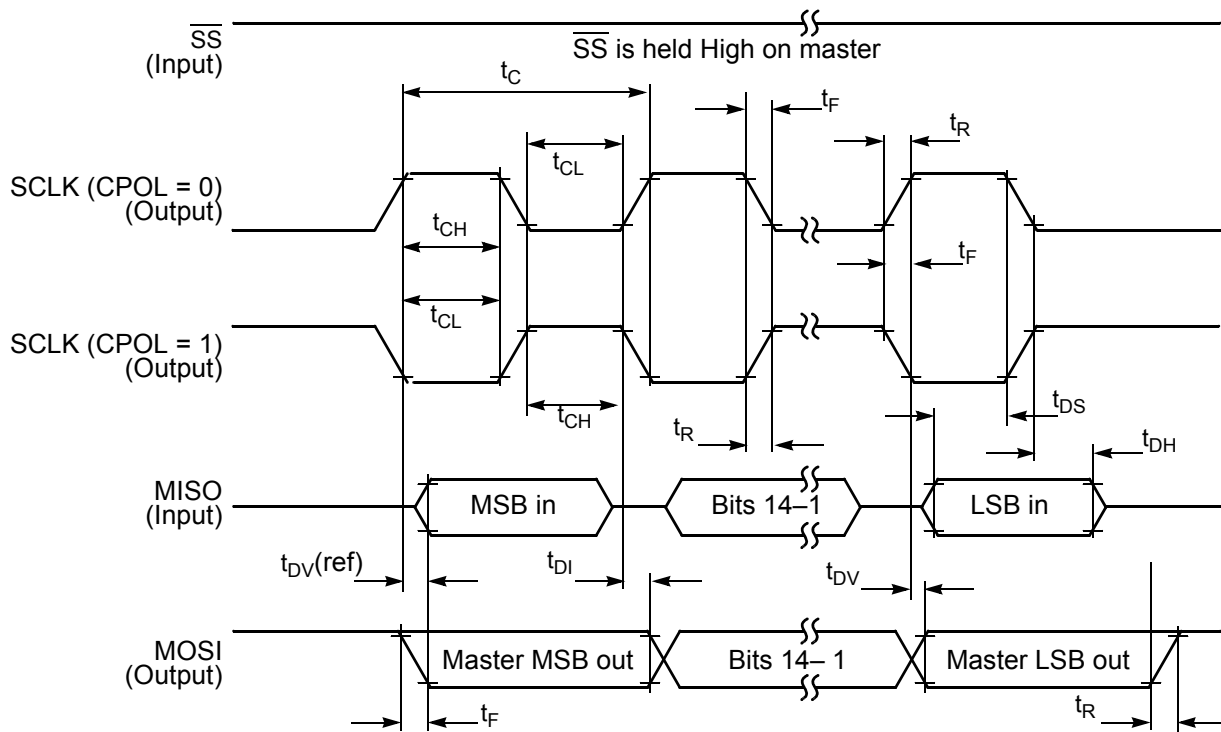 SS
(Input)
SS is held High on master
tC
tF
tR
tCL
SCLK (CPOL = 0)
(Output)
tCH
tF
tCL
SCLK (CPOL = 1)
(Output)
tCH
tR
tDS
tDH
MISO
(Input)
MSB in
Bits 14–1
LSB in
tDV(ref)
tDI
tDV
MOSI
(Output)
Master MSB out
Bits 14– 1
Master LSB out
tF
tR